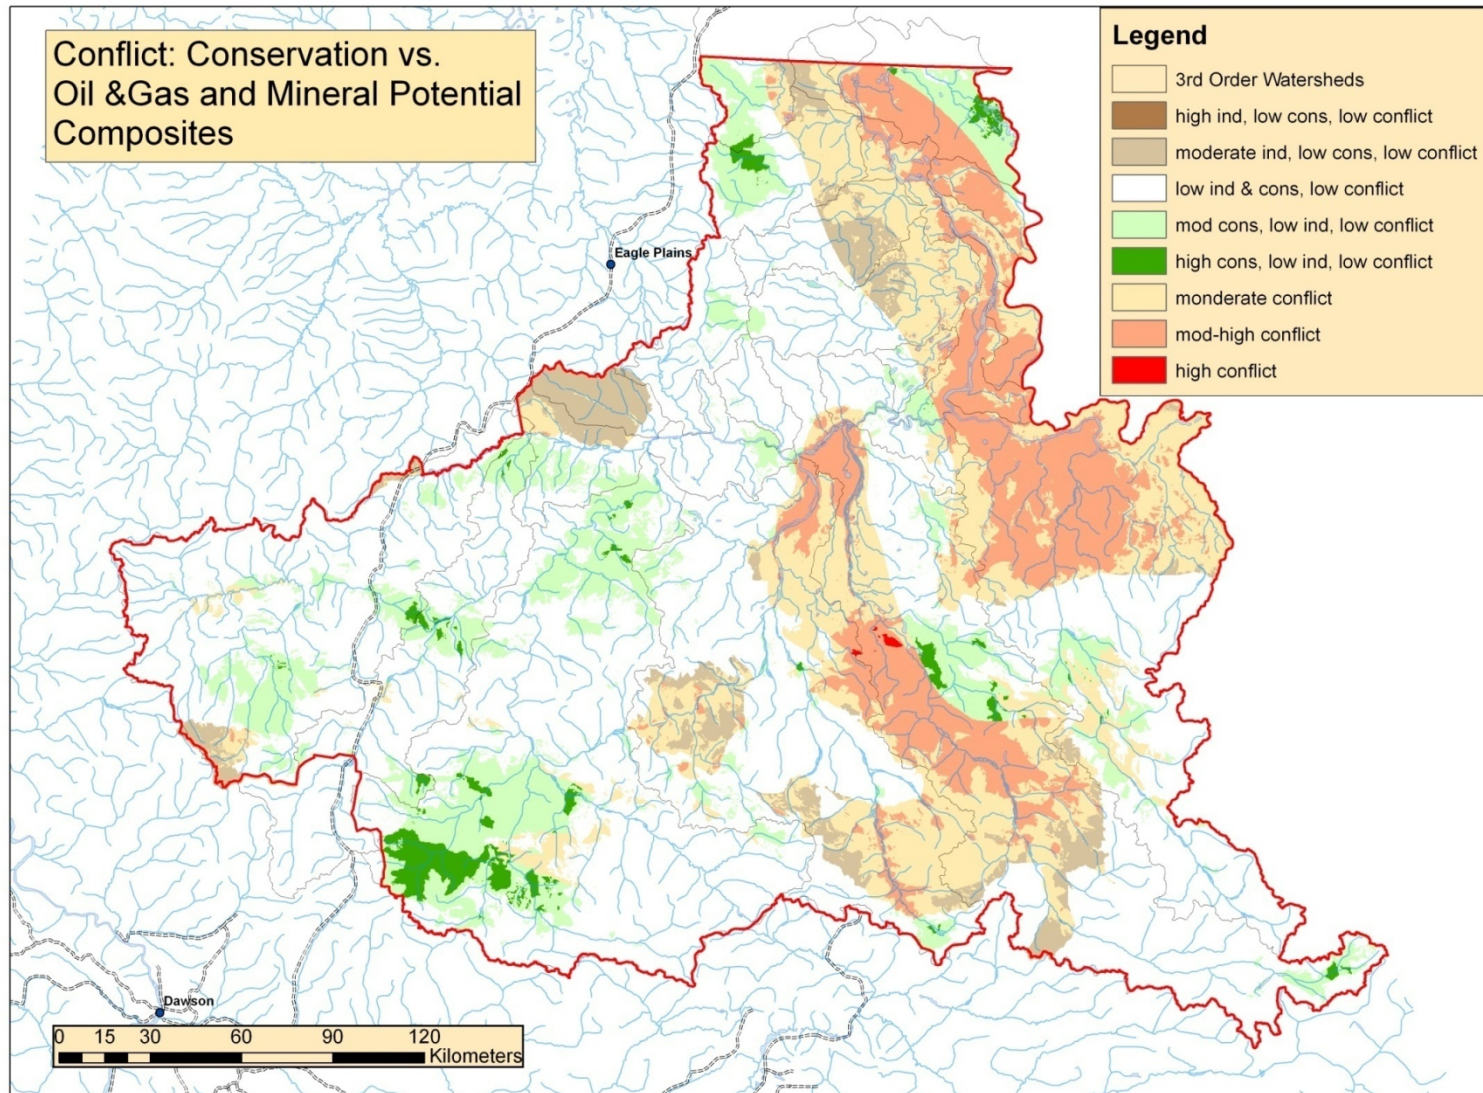 Conflict: Conservation vs.
Oil &Gas and Mineral Potential
Composites
Legend
3rd Order Watersheds
high ind, low cons, low conflict
moderate ind, low cons, low conflict
low ind & cons, low conflict
mod cons, low ind, low conflict
high cons, low ind, low conflict
monderate conflict
mod-high conflict
high conflict
Eagle Plains
Dawson
0 15 30 60 90 120
Kilometers